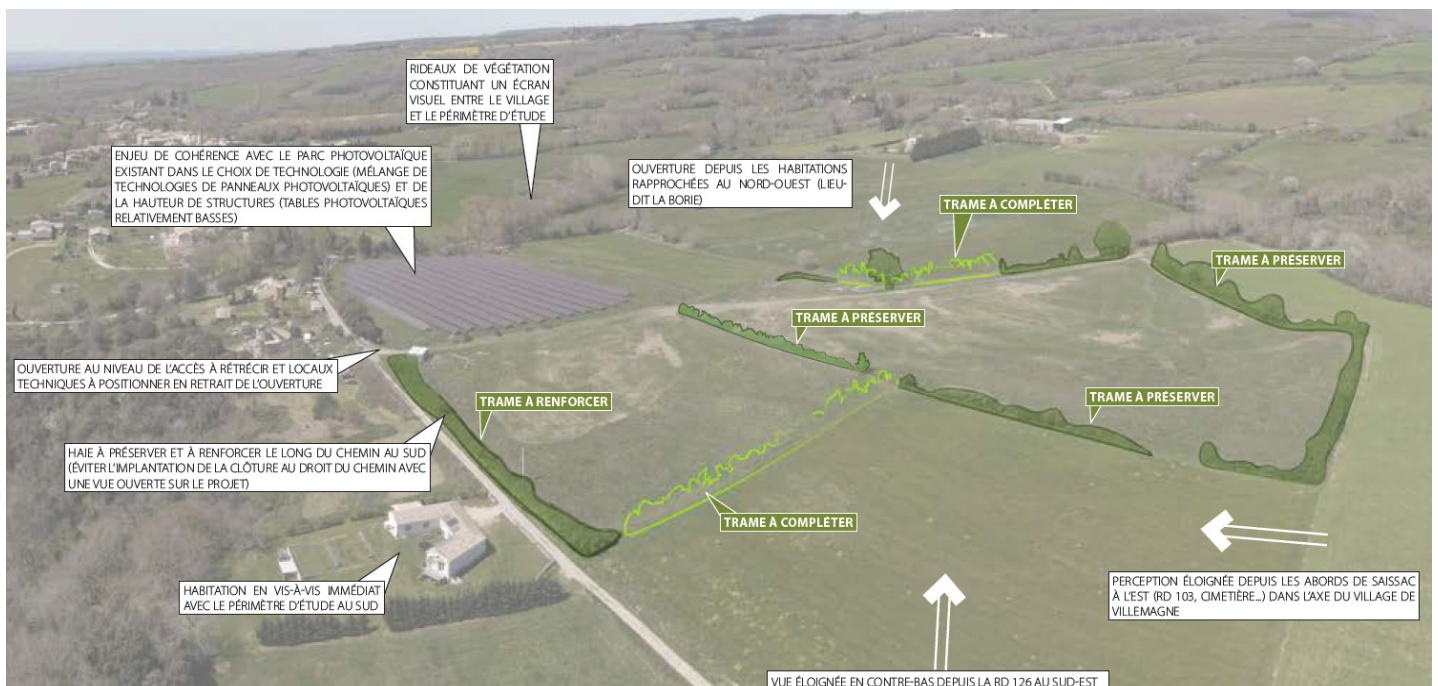 RIDEAUX DE VÉGÉTATION
CONSTITUANT UN ÉCRAN
VISUEL ENTRE LE VILLAGE
ET LE PÉRIMÈTRE D'ÉTUDE
ENJEU DE COHÉRENCE AVEC LE PARC PHOTOVOLTAÏQUE
EXISTANT DANS LE CHOIX DE TECHNOLOGIE (MÉLANGE DE
TECHNOLOGIES DE PANNEAUX PHOTOVOLTAÏQUES) ET DE
LA HAUTEUR DE STRUCTURES (TABLES PHOTOVOLTAÏQUES
RELATIVEMENT BASSES)
OUVERTURE DEPUIS LES HABITATIONS
RAPPROCHÉES AU NORD-OUEST (LIEU-
DIT LA BORIE)
TRAME À COMPLÉTER
TRAME À PRÉSERVER
TRAME À PRÉSERVER
OUVERTURE AU NIVEAU DE L'ACCÈS À RÉTRÉCIR ET LOCAUX
TECHNIQUES À POSITIONNER EN RETRAIT DE L'OUVERTURE
TRAME À RENFORCER
TRAME À PRÉSERVER
HAIE À PRÉSERVER ET À RENFORCER LE LONG DU CHEMIN AU SUD
(ÉVITER L'IMPLANTATION DE LA CLÔTURE AU DROIT DU CHEMIN AVEC
UNE VUE OUVERTE SUR LE PROJET)
TRAME À COMPLÉTER
HABITATION EN VIS-À-VIS IMMÉDIAT
AVEC LE PÉRIMÈTRE D'ÉTUDE AU SUD
PERCEPTION ÉLOIGNÉE DEPUIS LES ABORDS DE SAISSAC
À L'EST (RD 103, CIMETIÈRE...) DANS L'AXE DU VILLAGE DE
VILLEMAGNE
VUE ÉLOIGNÉE EN CONTRE-BAS DEPUIS LA RD 126 AU SUD-EST